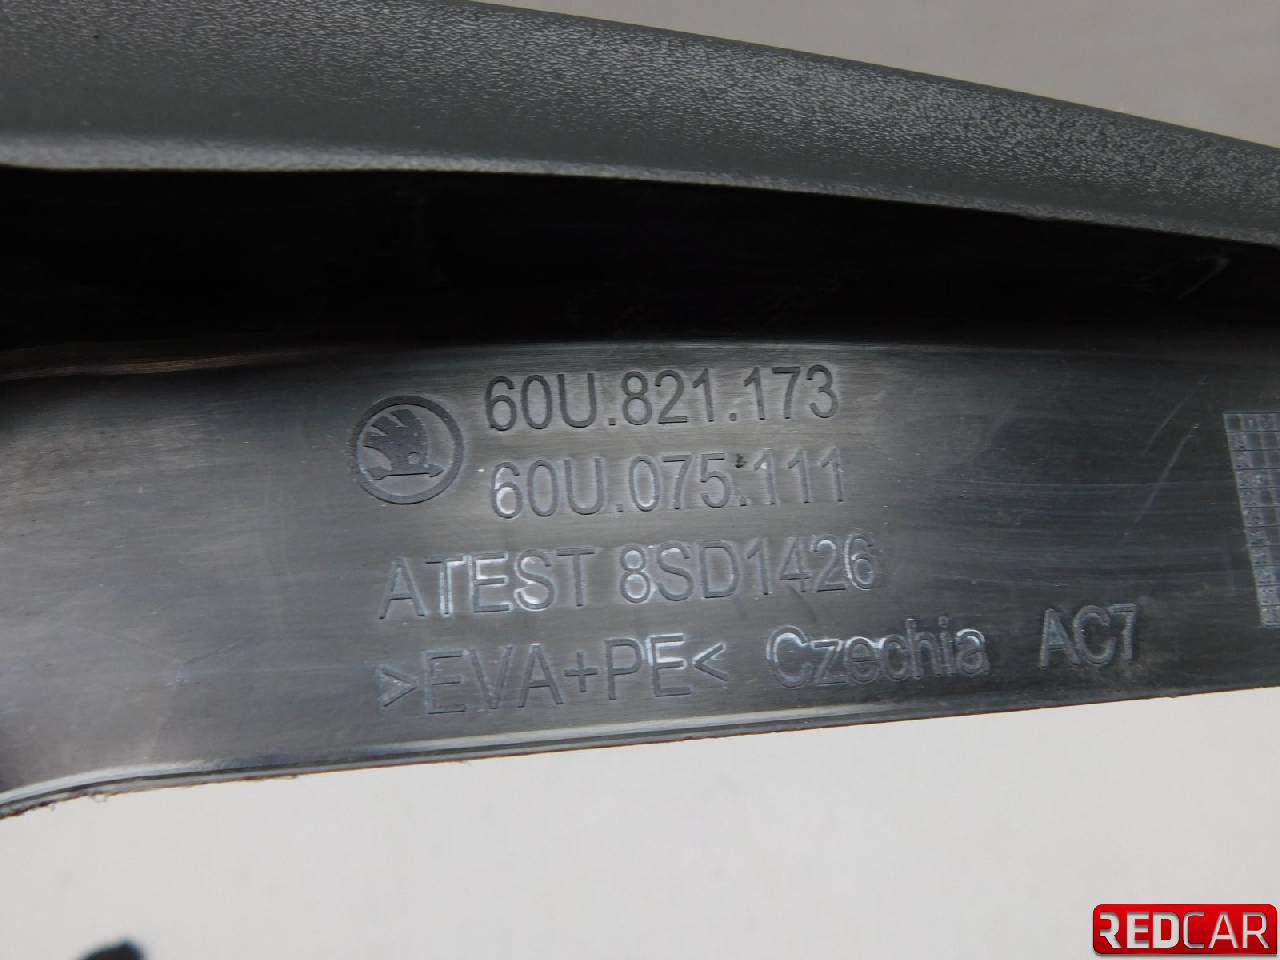 60U.821.173
60U.075.111
ATEST 8SD1426
>EVA+PE< Czechia AC7
REDCAR